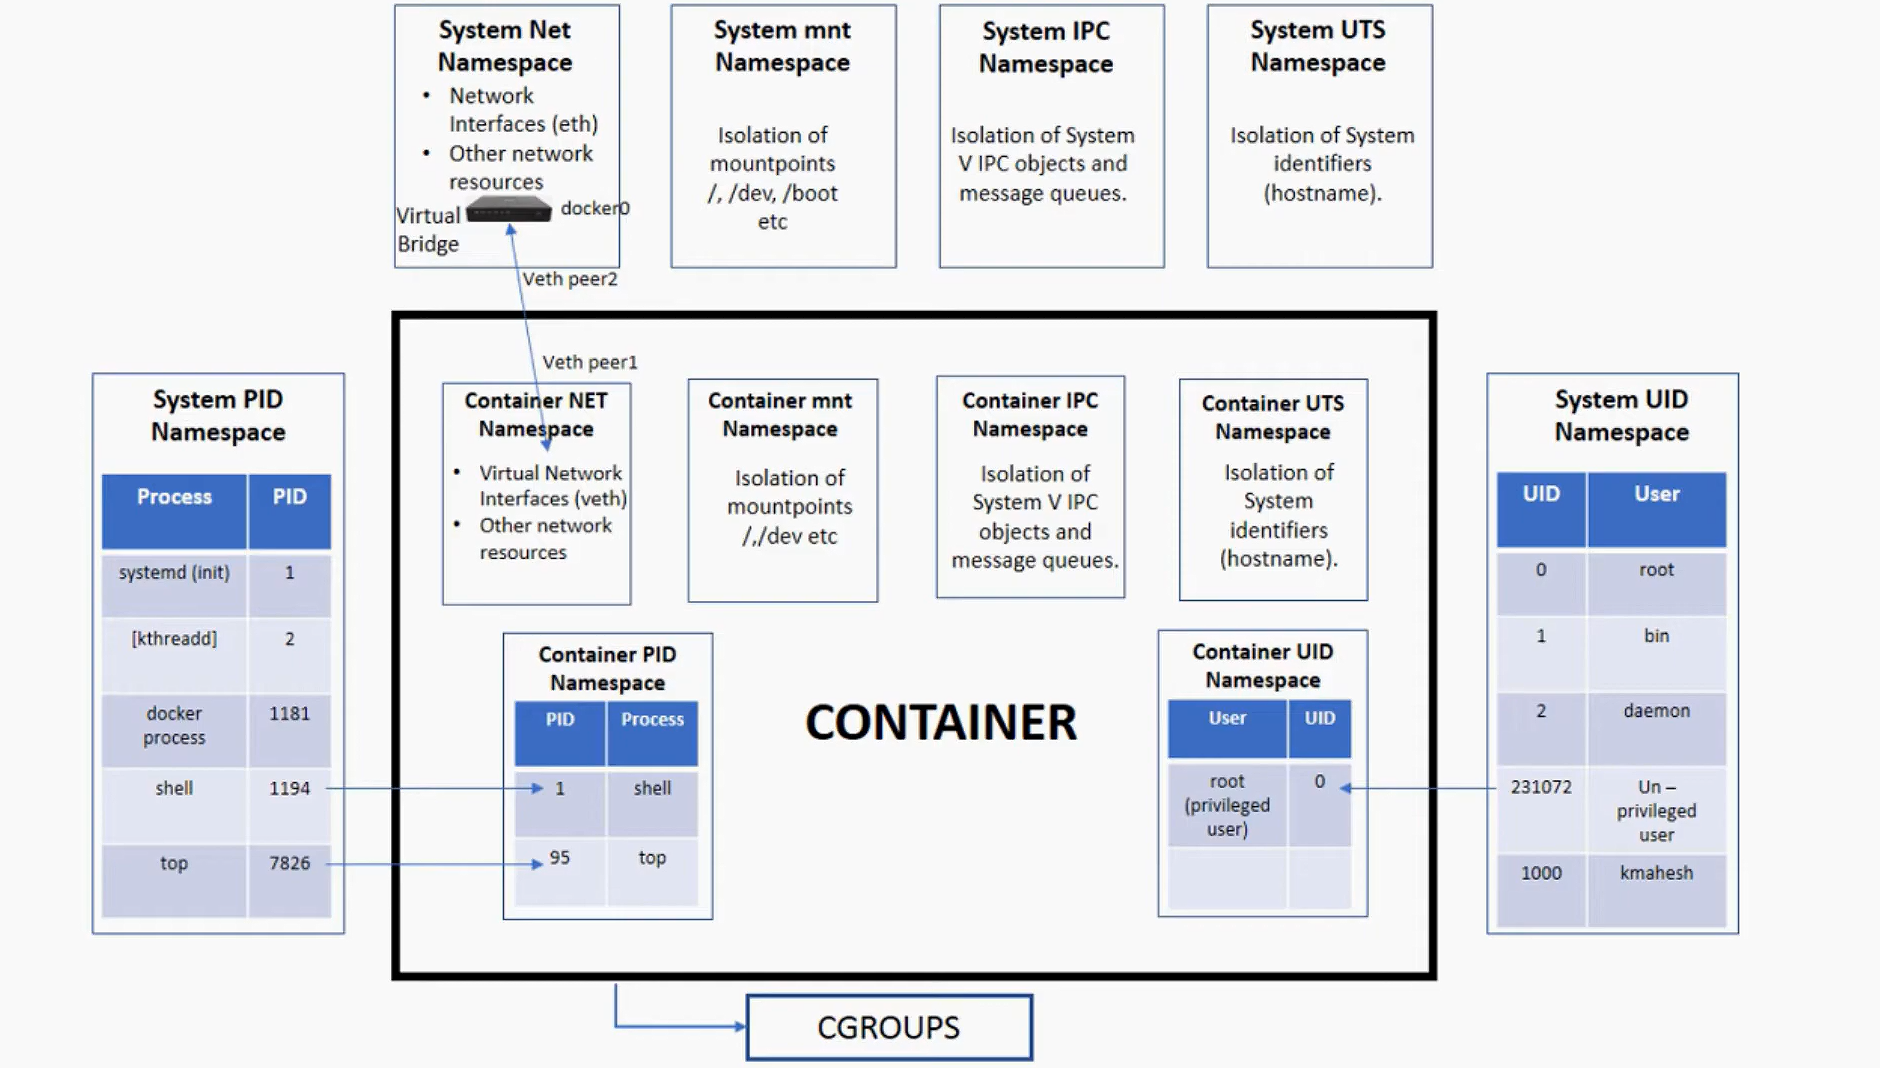 System Net
Namespace
• Network
Interfaces (eth)
• Other network
resources
Virtual
Bridge
docker0
System mnt
Namespace
Isolation of
mountpoints
/, /dev, /boot
etc
System IPC
Namespace
Isolation of System
V IPC objects and
message queues.
System UTS
Namespace
Isolation of System
identifiers
(hostname).
Veth peer2
Veth peer1
System PID
Namespace
Process PID
systemd (init) 1
[kthreadd] 2
docker
process
1181
shell 1194
top 7826
Container NET
Namespace
• Virtual Network
Interfaces (veth)
• Other network
resources
Container mnt
Namespace
Isolation of
mountpoints
/,/dev etc
Container IPC
Namespace
Isolation of
System V IPC
objects and
message queues.
Container UTS
Namespace
Isolation of
System
identifiers
(hostname).
Container PID
Namespace
PID Process
1 shell
95 top
CONTAINER
Container UID
Namespace
User UID
root
(privileged
user)
0
System UID
Namespace
UID User
0 root
1 bin
2 daemon
231072
Un –
privileged
user
1000 kmahesh
CGROUPS